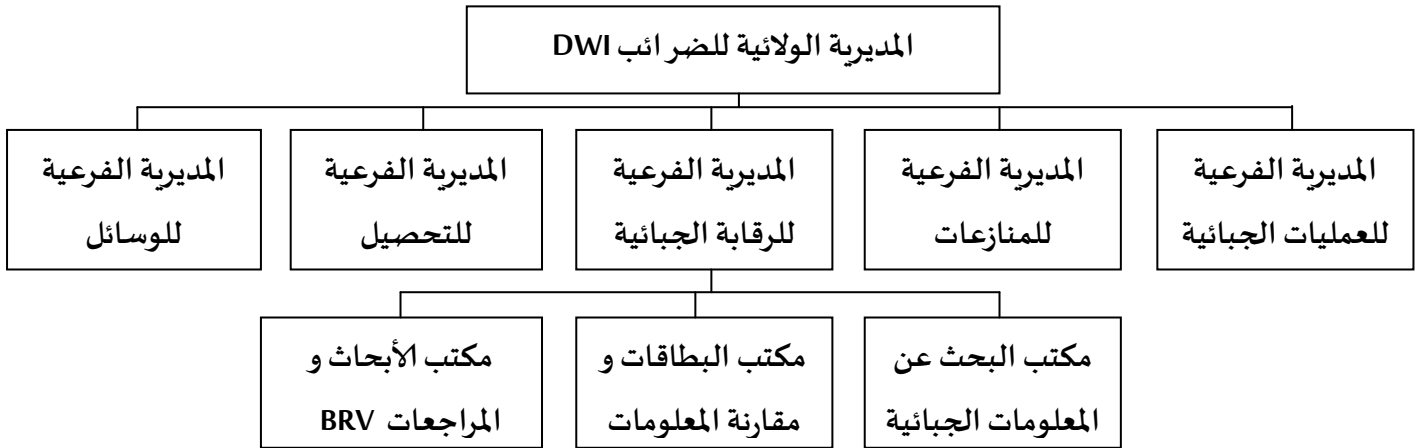 المديرية الولائية للضرائب DWI
المديرية الفرعية
للعمليات الجبائية
المديرية الفرعية
للمنازعات
المديرية الفرعية
للرقابة الجبائية
المديرية الفرعية
للتحصيل
المديرية الفرعية
للوسائل
مكتب البحث عن
المعلومات الجبائية
مكتب البطاقات و
مقارنة المعلومات
مكتب الأبحاث و
المراجعات BRV